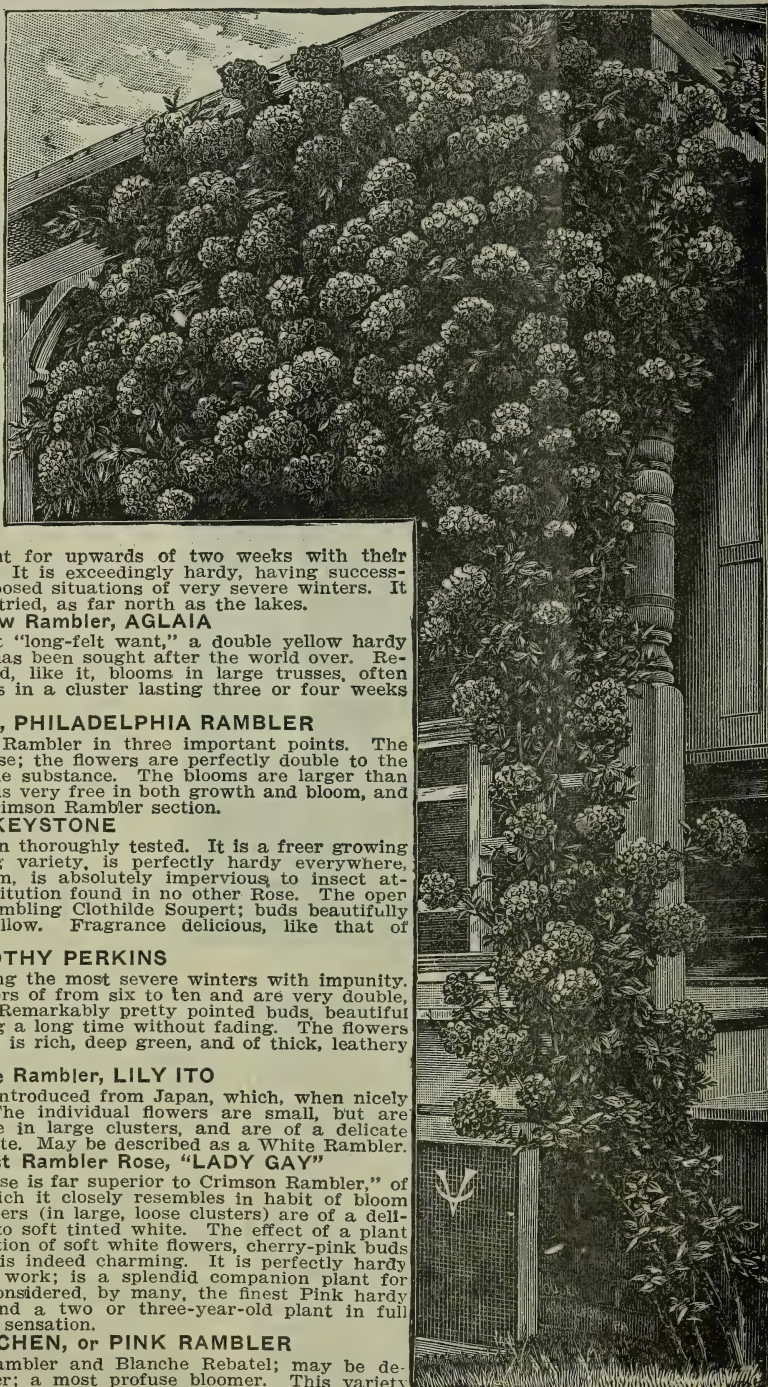 nt for upwards of two weeks with their
It is exceedingly hardy, having success-
posed situations of very severe winters. It
tried, as far north as the lakes.
w Rambler, AGLAIA
t "long-felt want," a double yellow hardy
has been sought after the world over. Re-
d, like it, blooms in large trusses, often
s in a cluster lasting three or four weeks
, PHILADELPHIA RAMBLER
Rambler in three important points. The
se; the flowers are perfectly double to the
e substance. The blooms are larger than
is very free in both growth and bloom, and
rimson Rambler section.
KEYSTONE
n thoroughly tested. It is a freer growing
g variety, is perfectly hardy everywhere,
m, is absolutely impervious to insect at-
titution found in no other Rose. The oper
mbling Clothilde Soupert; buds beautifully
llow. Fragrance delicious, like that of
OTHY PERKINS
ng the most severe winters with impunity.
rs of from six to ten and are very double,
Remarkably pretty pointed buds, beautiful
g a long time without fading. The flowers
is rich, deep green, and of thick, leathery
e Rambler, LILY ITO
introduced from Japan, which, when nicely
The individual flowers are small, but are
e in large clusters, and are of a delicate
te. May be described as a White Rambler.
st Rambler Rose, "LADY GAY"
se is far superior to Crimson Rambler," of
ich it closely resembles in habit of bloom
ers (in large, loose clusters) are of a deli-
to soft tinted white. The effect of a plant
tion of soft white flowers, cherry-pink buds
is indeed charming. It is perfectly hardy
work; is a splendid companion plant for
onsidered, by many, the finest Pink hardy
nd a two or three-year-old plant in full
sensation.
CHEN, or PINK RAMBLER
ambler and Blanche Rebatel; may be de-
er; a most profuse bloomer. This variety